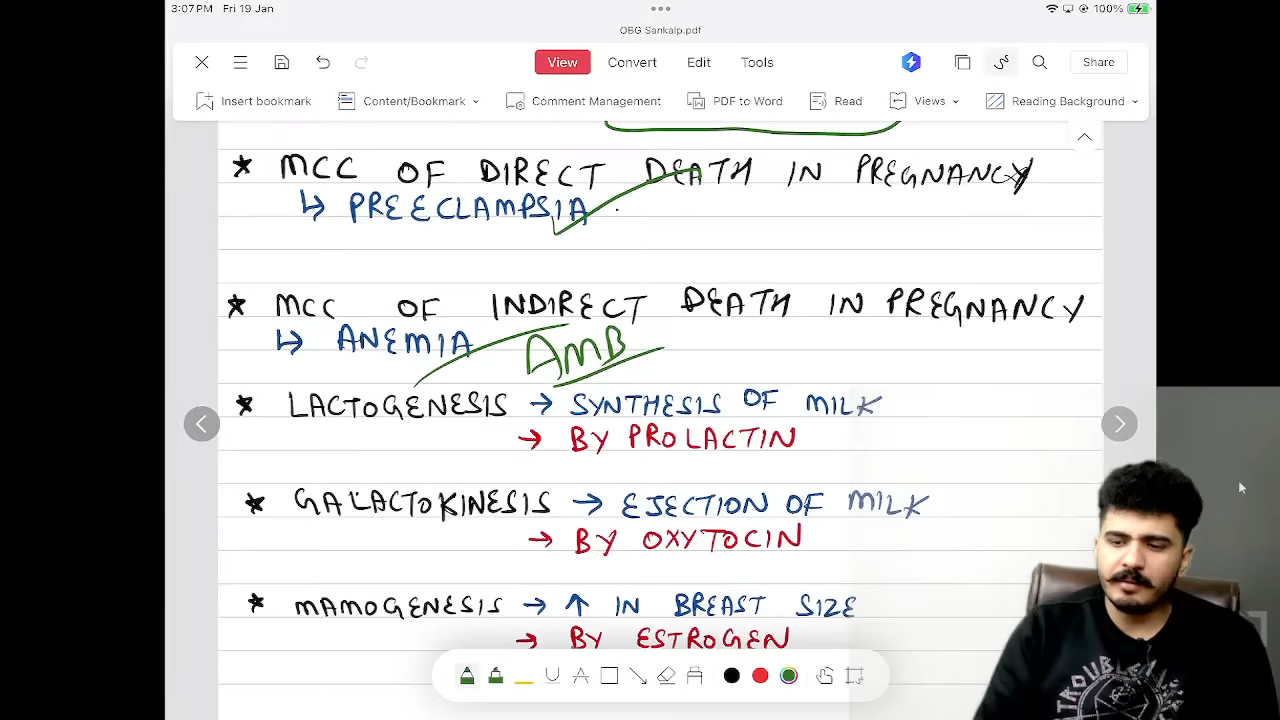 3:07PM Fri 19 Jan
100%
OBG Sankalp.pdf
View Convert Edit Tools Share
Insert bookmark Content/Bookmark Comment Management PDF to Word Read Views Reading Background
★ MCC OF DIRECT DEATH IN PREGNANCY
↳ PREECLAMPSIA
★ MCC OF INDIRECT DEATH IN PREGNANCY
↳ ANEMIA AMB
★ LACTOGENESIS → SYNTHESIS OF MILK
→ BY PROLACTIN
★ GALACTOKINESIS → EJECTION OF MILK
→ BY OXYTOCIN
★ MAMOGENESIS → ↑ IN BREAST SIZE
→ BY ESTROGEN